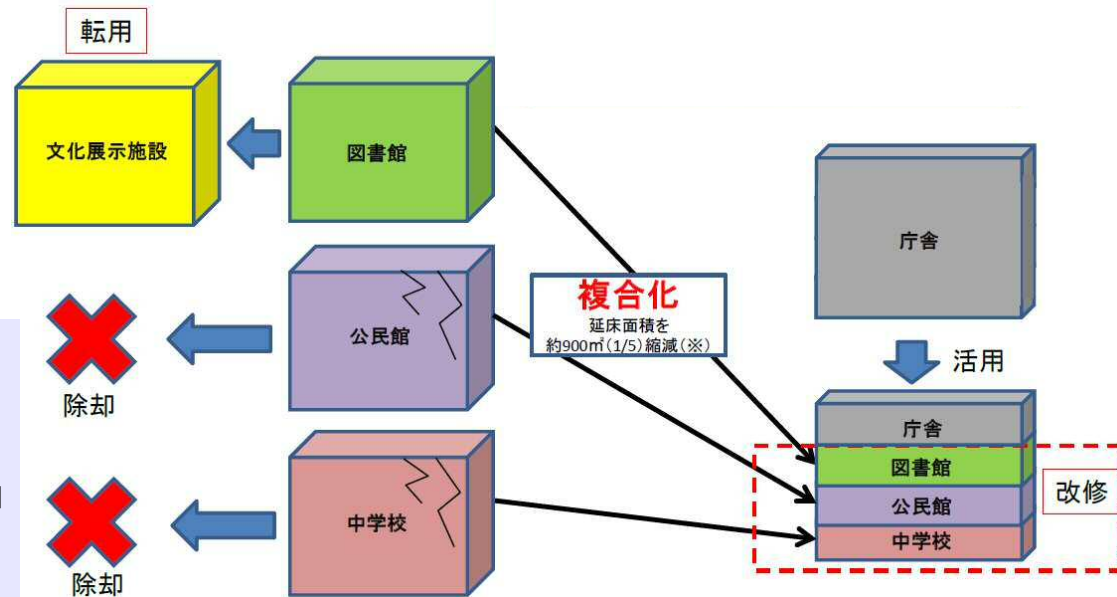 転用
文化展示施設
図書館
公民館
除却
中学校
除却
複合化
延床面積を
約900㎡(1/5)縮減(※)
庁舎
活用
庁舎
図書館
公民館
中学校
改修